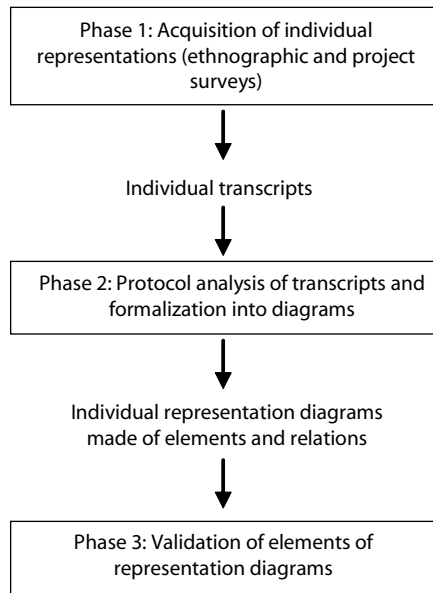 Phase 1: Acquisition of individual
representations (ethnographic and project
surveys)
Individual transcripts
Phase 2: Protocol analysis of transcripts and
formalization into diagrams
Individual representation diagrams
made of elements and relations
Phase 3: Validation of elements of
representation diagrams